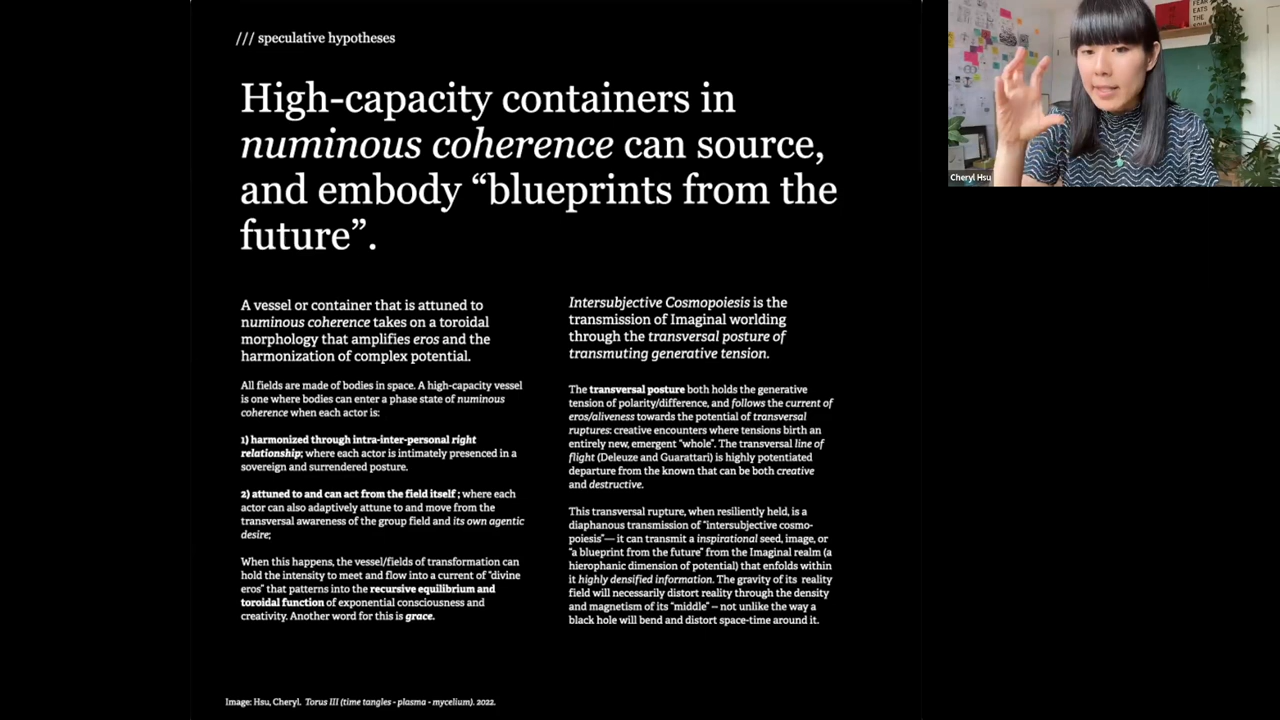 /// speculative hypotheses
High-capacity containers in
numinous coherence can source,
and embody “blueprints from the
future”.
A vessel or container that is attuned to
numinous coherence takes on a toroidal
morphology that amplifies eros and the
harmonization of complex potential.
All fields are made of bodies in space. A high-capacity vessel
is one where bodies can enter a phase state of numinous
coherence when each actor is:
1) harmonized through intra-inter-personal right
relationship; where each actor is intimately presenced in a
sovereign and surrendered posture.
2) attuned to and can act from the field itself ; where each
actor can also adaptively attune to and move from the
transversal awareness of the group field and its own agentic
desire;
When this happens, the vessel/fields of transformation can
hold the intensity to meet and flow into a current of “divine
eros” that patterns into the recursive equilibrium and
toroidal function of exponential consciousness and
creativity. Another word for this is grace.
Intersubjective Cosmopoiesis is the
transmission of Imaginal worlding
through the transversal posture of
transmuting generative tension.
The transversal posture both holds the generative
tension of polarity/difference, and follows the current of
eros/aliveness towards the potential of transversal
ruptures: creative encounters where tensions birth an
entirely new, emergent “whole”. The transversal line of
flight (Deleuze and Guarattari) is highly potentiated
departure from the known that can be both creative
and destructive.
This transversal rupture, when resiliently held, is a
diaphanous transmission of “intersubjective cosmo-
poiesis”— it can transmit a inspirational seed, image, or
“a blueprint from the future” from the Imaginal realm (a
hierophanic dimension of potential) that enfolds within
it highly densified information. The gravity of its reality
field will necessarily distort reality through the density
and magnetism of its “middle” -- not unlike the way a
black hole will bend and distort space-time around it.
Image: Hsu, Cheryl. Torus III (time tangles - plasma - mycelium). 2022.
FEAR
EATS
THE
SOUL
Cheryl Hsu